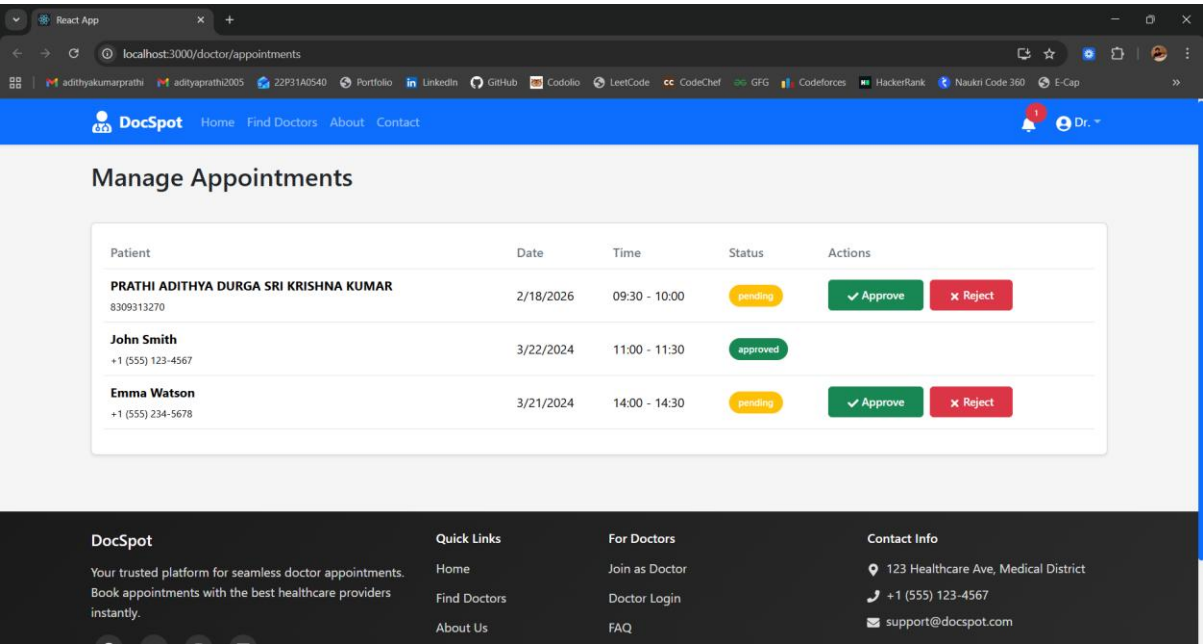 React App
localhost:3000/doctor/appointments
adithyakumarprathi adityaprathi2005 22P31A0540 Portfolio LinkedIn GitHub Codolio LeetCode CodeChef GFG Codeforces HackerRank Naukri Code 360 E-Cap
DocSpot Home Find Doctors About Contact 1 Dr.
Manage Appointments
Patient Date Time Status Actions
PRATHI ADITHYA DURGA SRI KRISHNA KUMAR
8309313270
2/18/2026 09:30 - 10:00 pending Approve Reject
John Smith
+1 (555) 123-4567
3/22/2024 11:00 - 11:30 approved
Emma Watson
+1 (555) 234-5678
3/21/2024 14:00 - 14:30 pending Approve Reject
DocSpot
Your trusted platform for seamless doctor appointments.
Book appointments with the best healthcare providers
instantly.
Quick Links
Home
Find Doctors
About Us
For Doctors
Join as Doctor
Doctor Login
FAQ
Contact Info
123 Healthcare Ave, Medical District
+1 (555) 123-4567
support@docspot.com